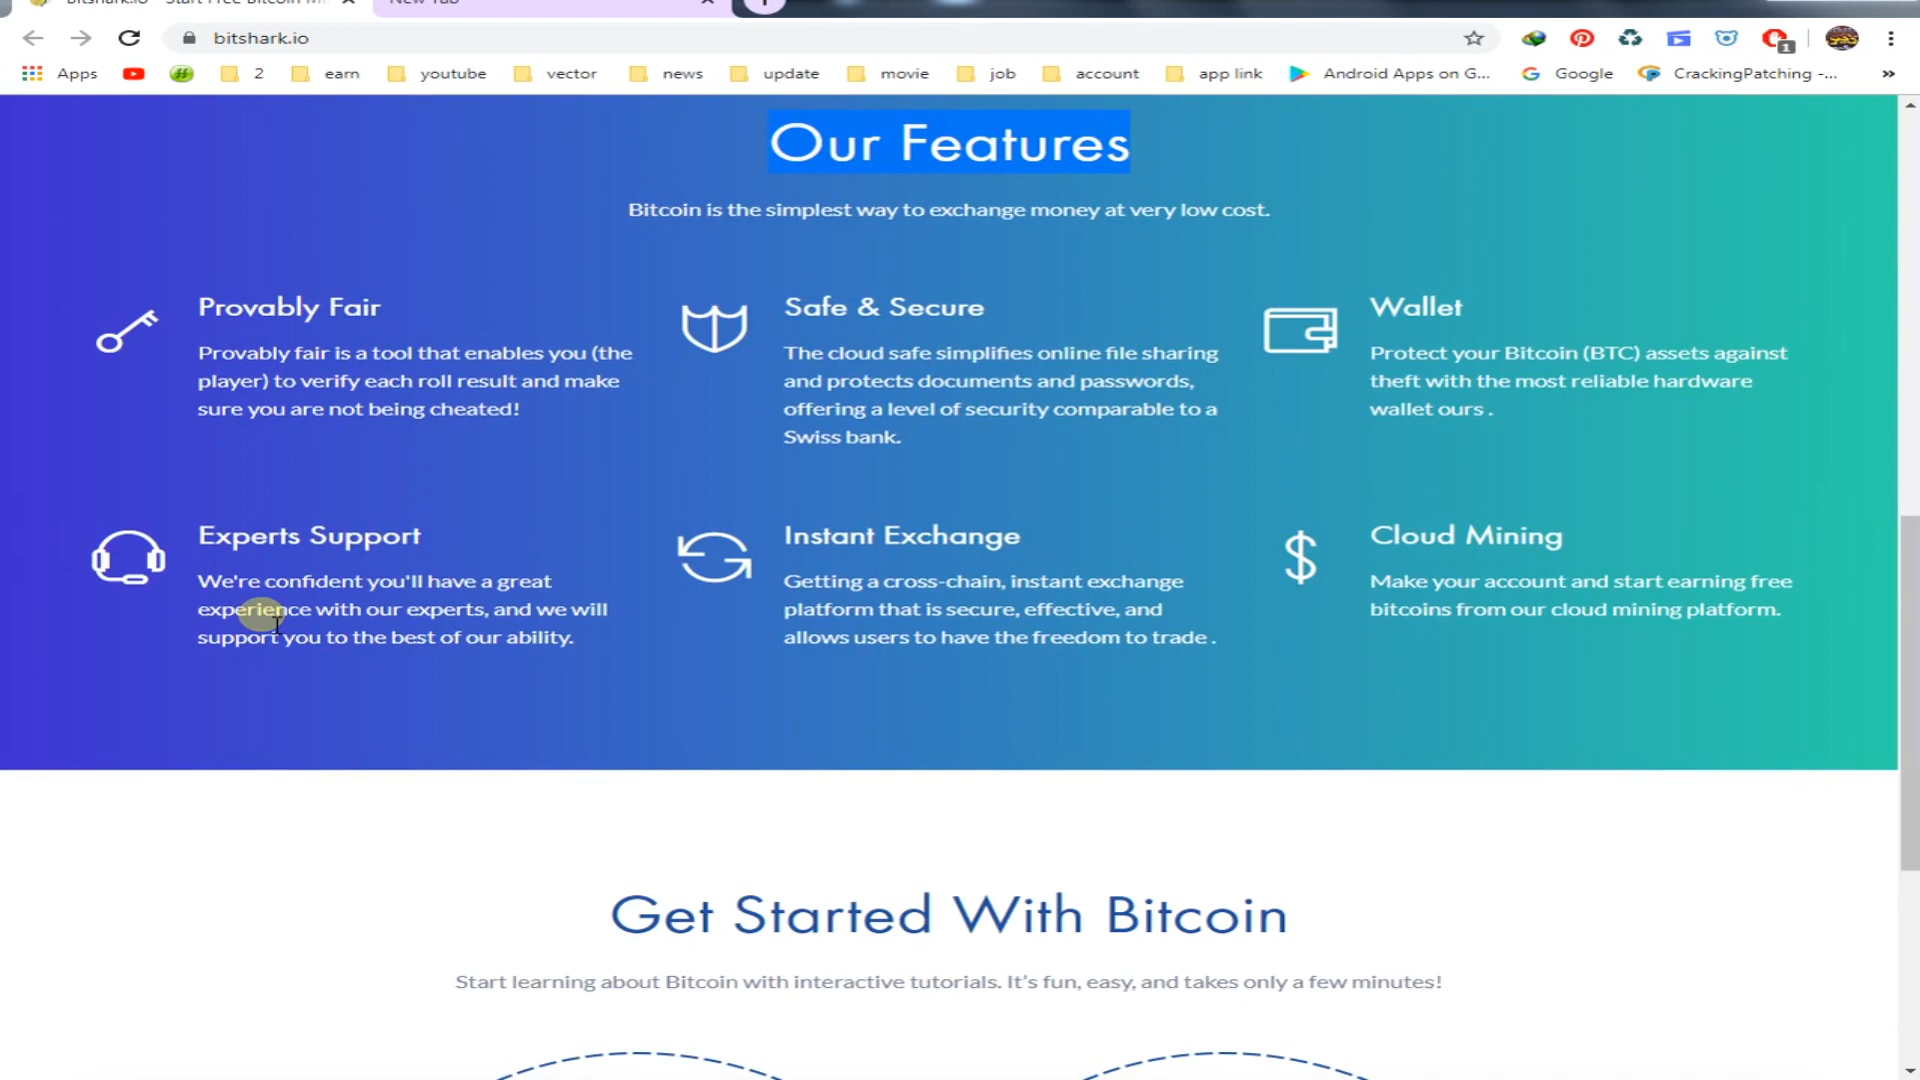 bitshark.io
Apps 2 earn youtube vector news update movie job account app link Android Apps on G... Google CrackingPatching -... »
Our Features
Bitcoin is the simplest way to exchange money at very low cost.
Provably Fair
Provably fair is a tool that enables you (the
player) to verify each roll result and make
sure you are not being cheated!
Safe & Secure
The cloud safe simplifies online file sharing
and protects documents and passwords,
offering a level of security comparable to a
Swiss bank.
Wallet
Protect your Bitcoin (BTC) assets against
theft with the most reliable hardware
wallet ours .
Experts Support
We're confident you'll have a great
experience with our experts, and we will
support you to the best of our ability.
Instant Exchange
Getting a cross-chain, instant exchange
platform that is secure, effective, and
allows users to have the freedom to trade .
Cloud Mining
Make your account and start earning free
bitcoins from our cloud mining platform.
Get Started With Bitcoin
Start learning about Bitcoin with interactive tutorials. It’s fun, easy, and takes only a few minutes!